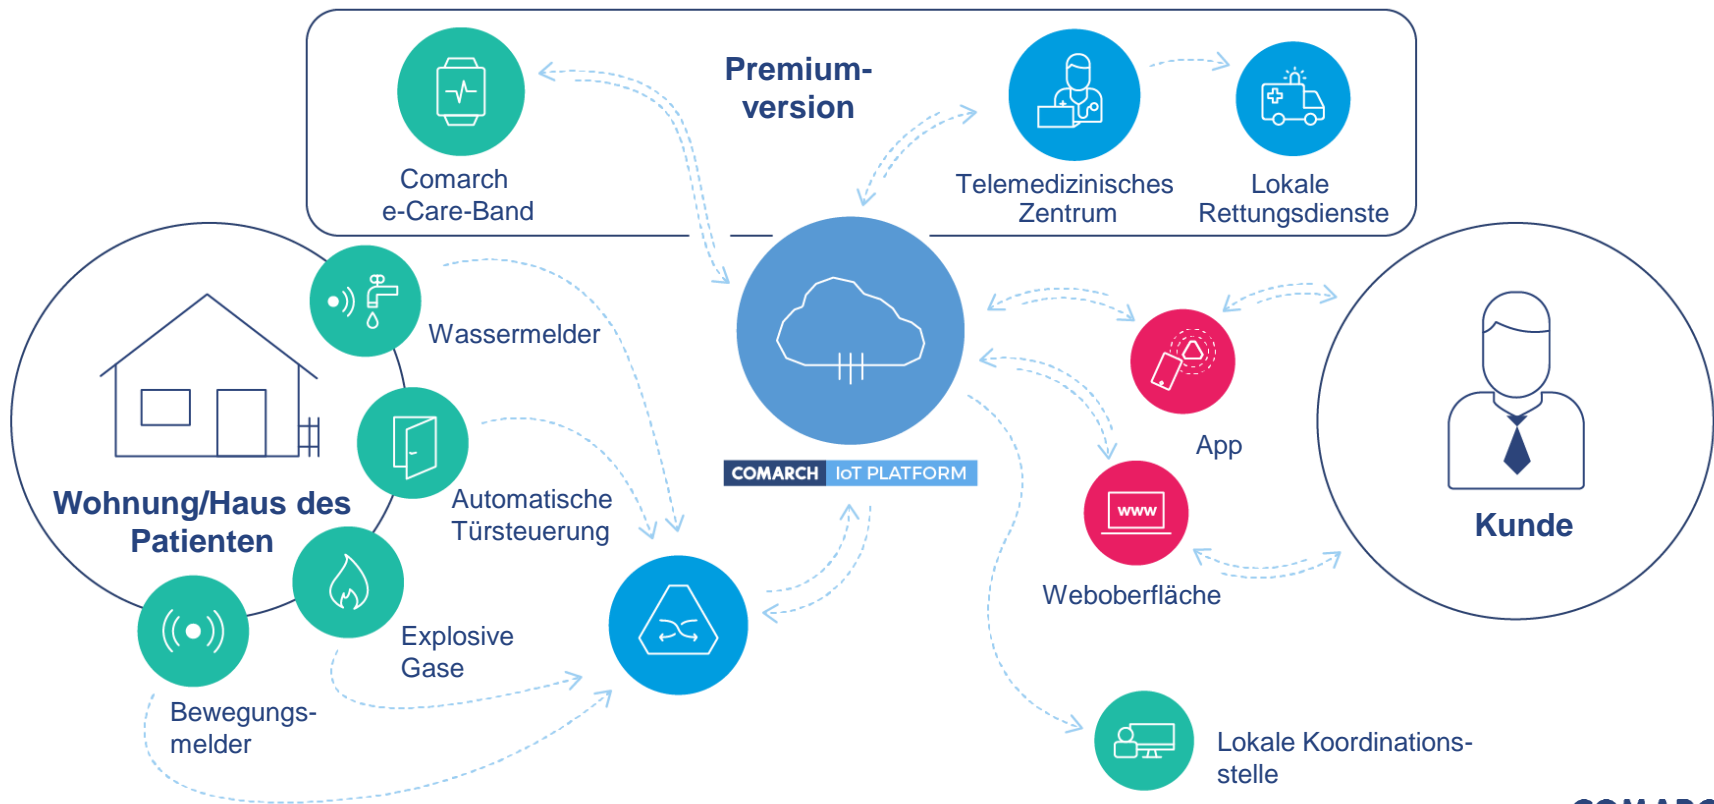 Premium-
version
Comarch
e-Care-Band
Telemedizinisches
Zentrum
Lokale
Rettungsdienste
Wassermelder
Automatische
Türsteuerung
Wohnung/Haus des
Patienten
Explosive
Gase
Bewegungs-
melder
COMARCH IoT PLATFORM
App
www
Weboberfläche
Kunde
Lokale Koordinations-
stelle